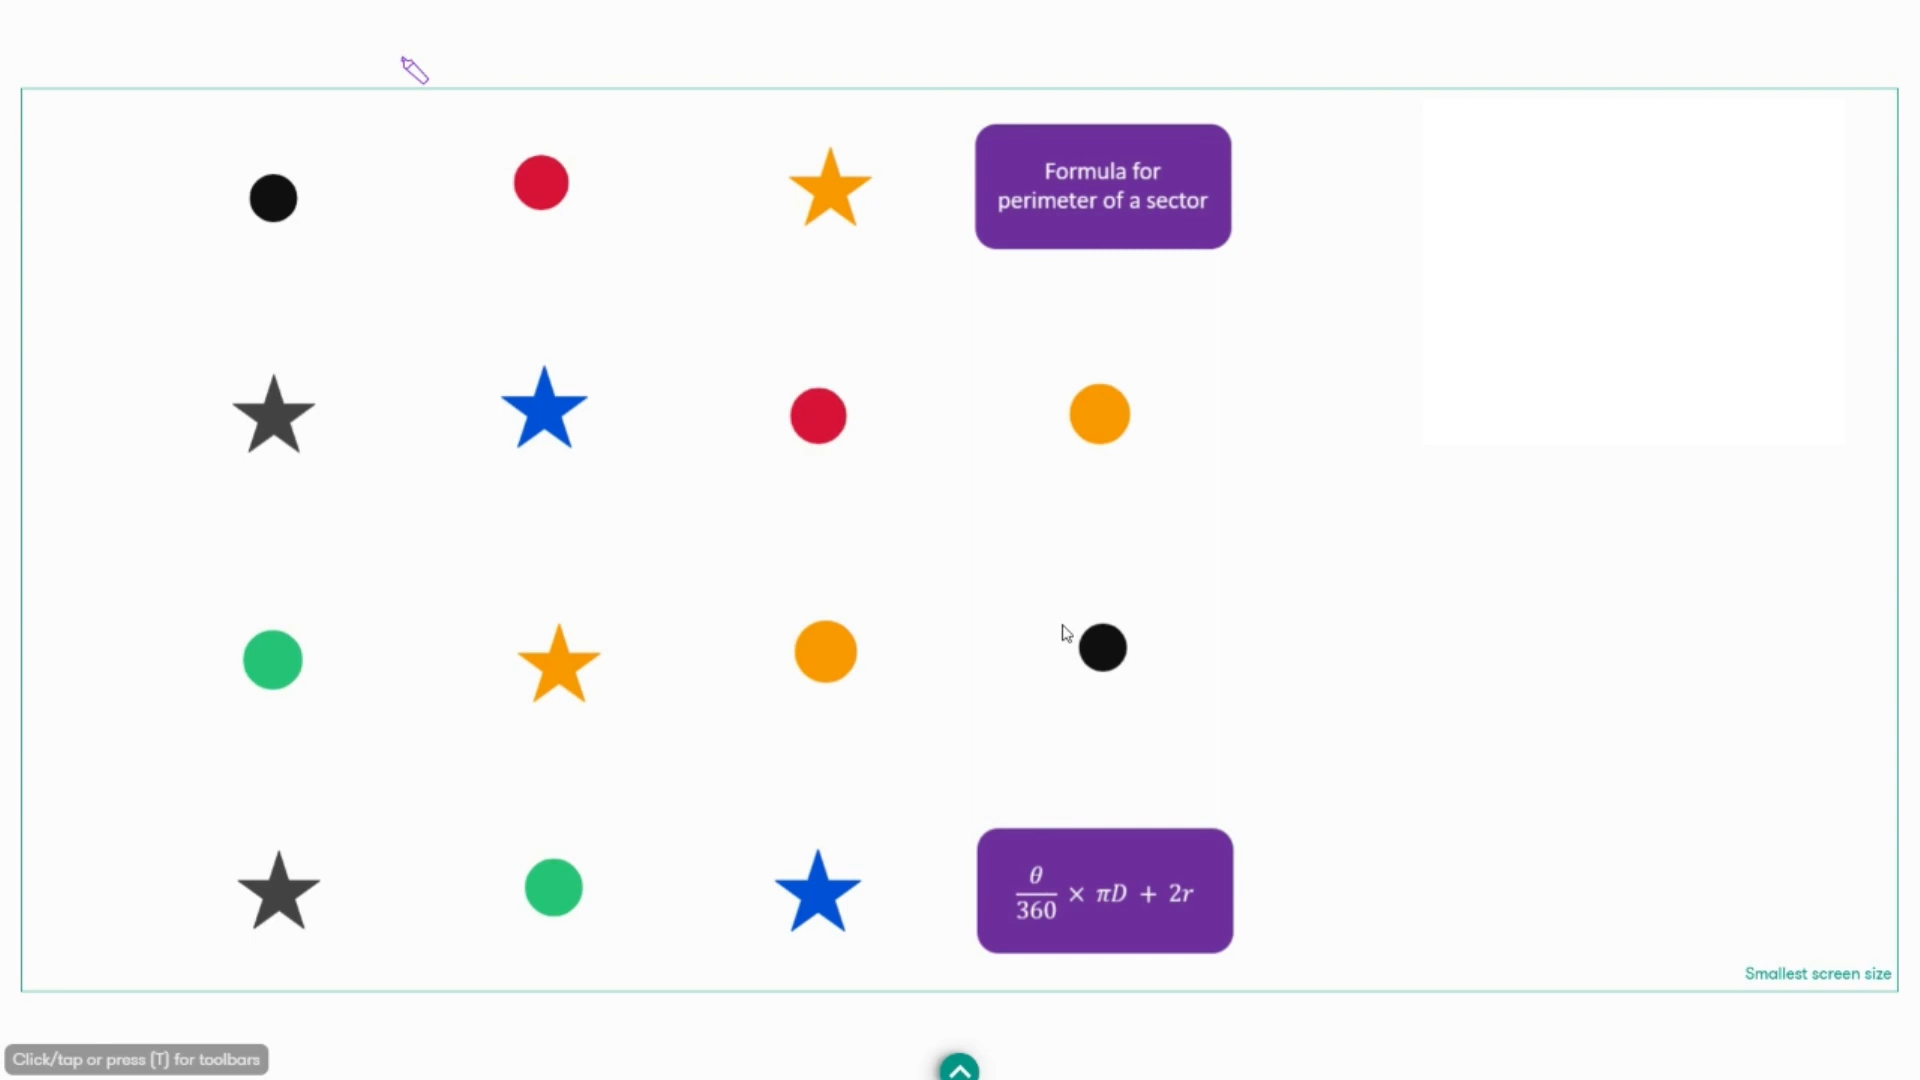 Formula for
perimeter of a sector
θ/360 × πD + 2r
Smallest screen size
Click/tap or press (T) for toolbars